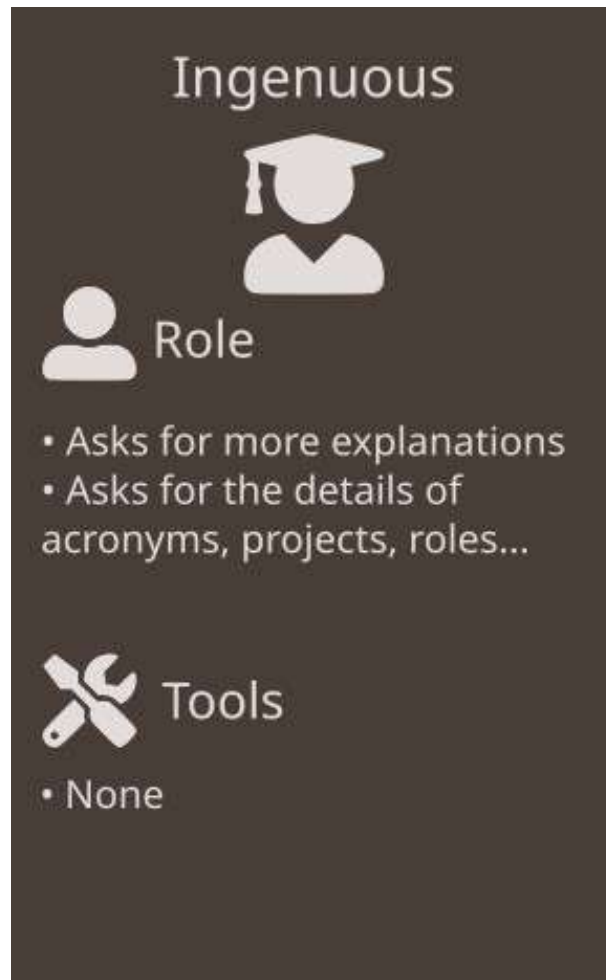 Ingenuous
Role
• Asks for more explanations
• Asks for the details of
acronyms, projects, roles...
Tools
• None